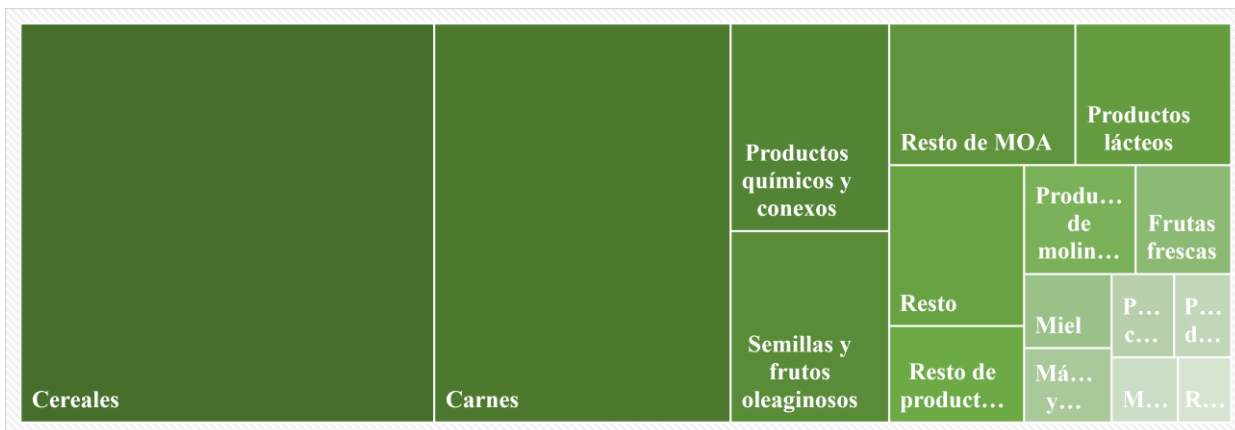 Cereales
Carnes
Productos
químicos y
conexos
Semillas y
frutos
oleaginosos
Resto de MOA
Productos
lácteos
Resto
Resto de
product…
Produ…
de
molin…
Frutas
frescas
Miel
Má…
y…
P…
c…
P…
d…
M…
R…